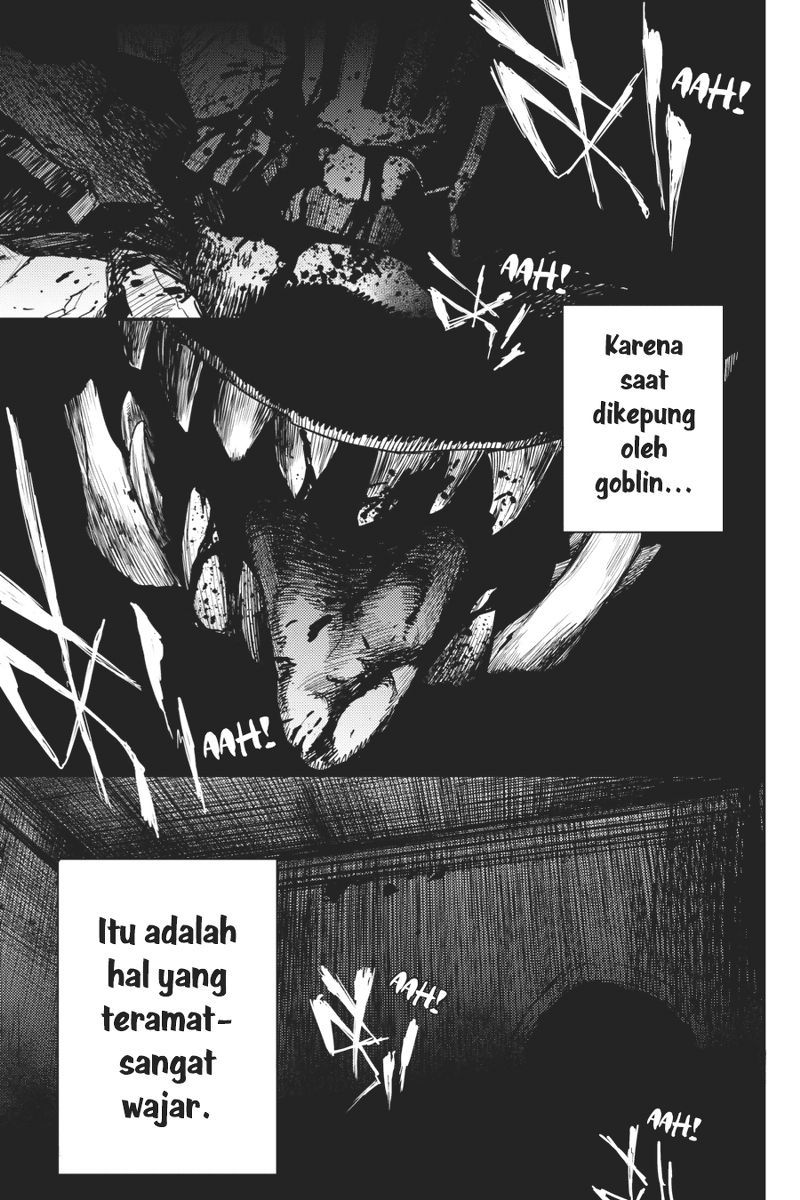 AAH!
AAH!
Karena
saat
dikepung
oleh
goblin...
AAH!
Itu adalah
hal yang
teramat-
sangat
wajar.
AAH!
AAH!